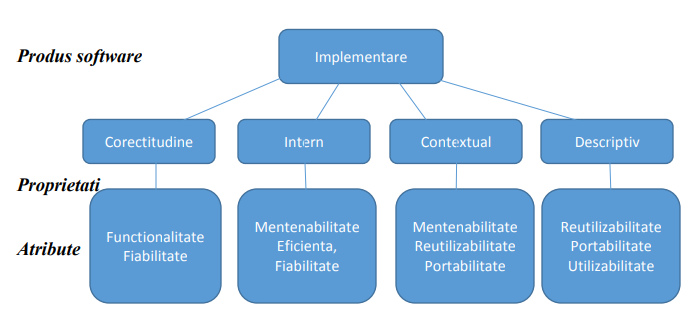 Produs software
Implementare
Corectitudine
Intern
Contextual
Descriptiv
Proprietati
Atribute
Functionalitate
Fiabilitate
Mentenabilitate
Eficienta,
Fiabilitate
Mentenabilitate
Reutilizabilitate
Portabilitate
Reutilizabilitate
Portabilitate
Utilizabilitate